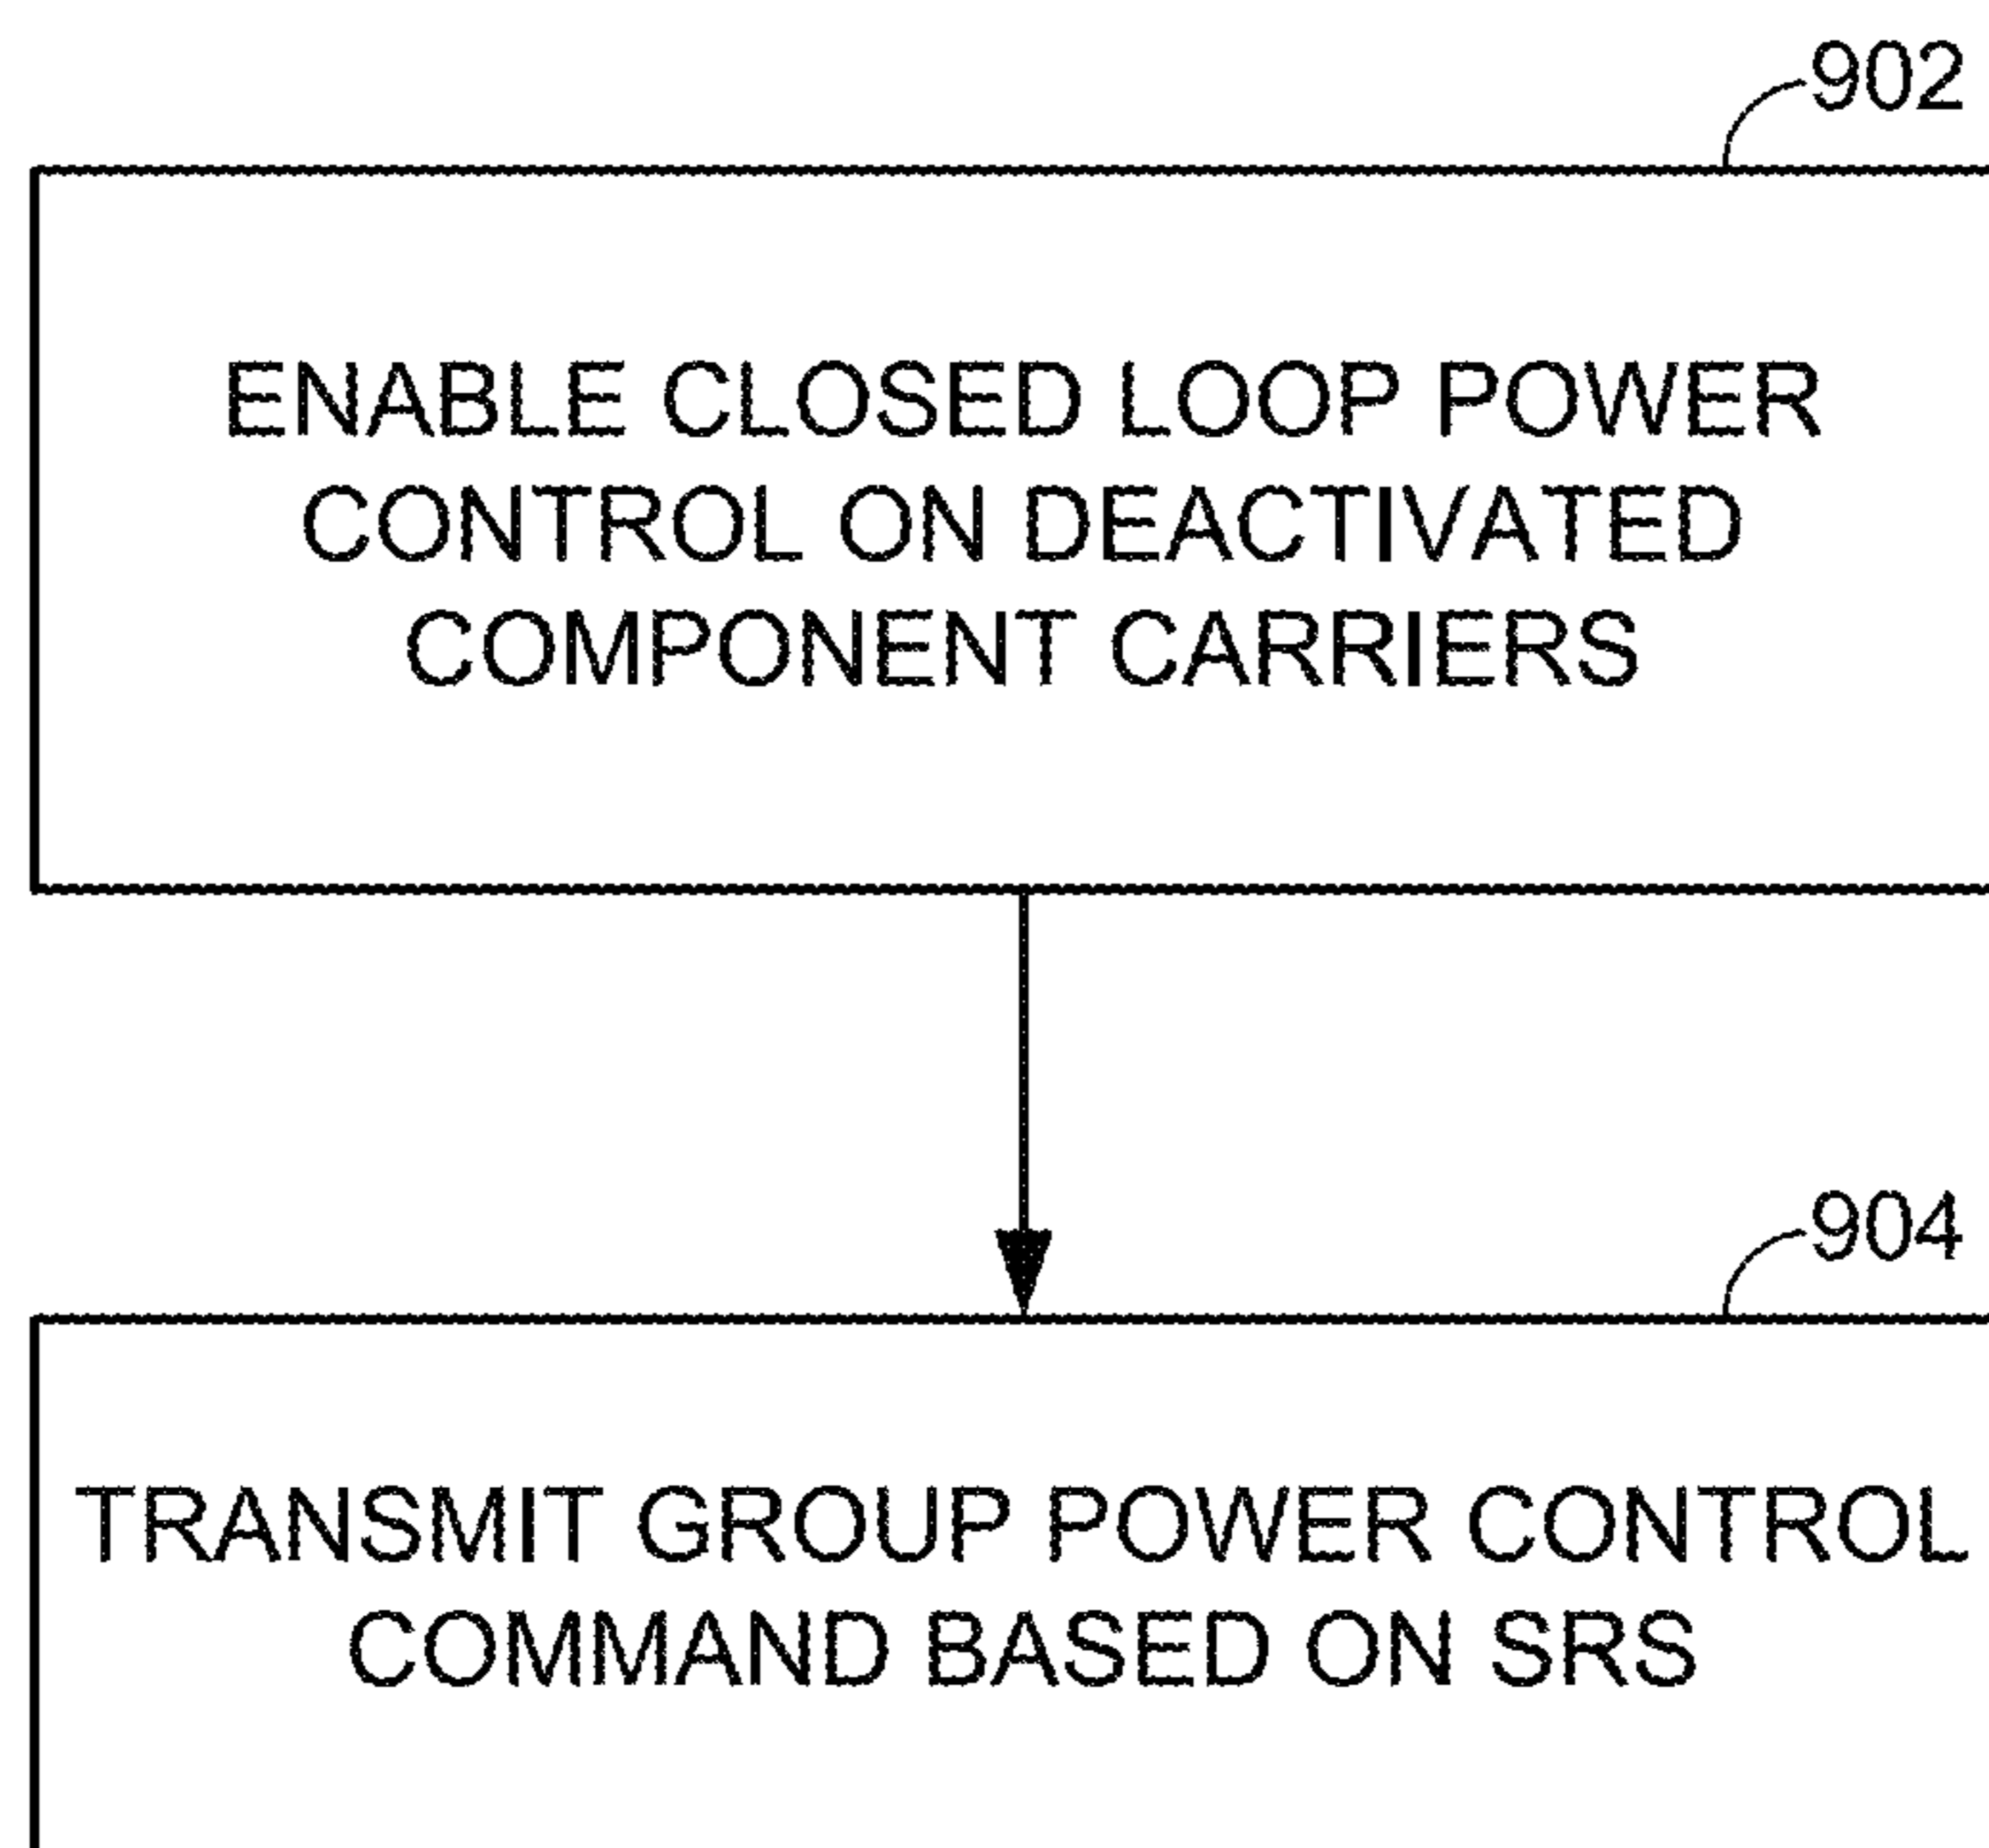 902
ENABLE CLOSED LOOP POWER
CONTROL ON DEACTIVATED
COMPONENT CARRIERS
904
TRANSMIT GROUP POWER CONTROL
COMMAND BASED ON SRS